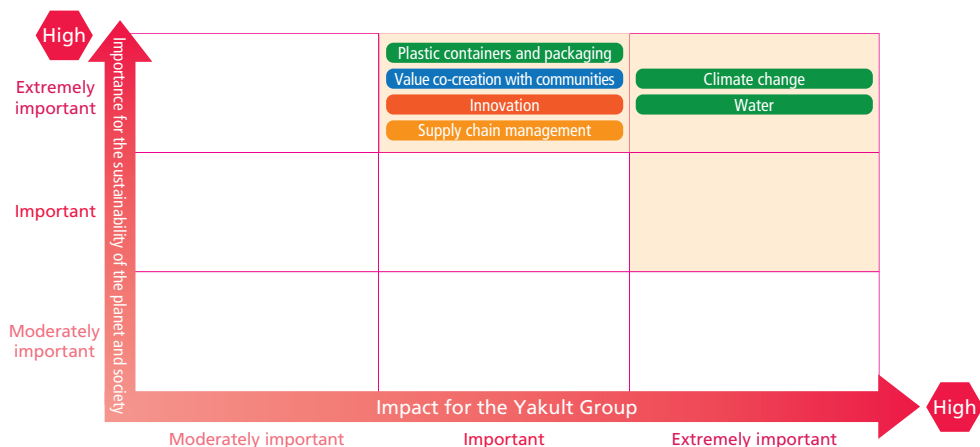 High
Extremely
important
Important
Moderately
important
Importance for the sustainability of the planet and society
Plastic containers and packaging
Value co-creation with communities
Innovation
Supply chain management
Climate change
Water
Impact for the Yakult Group
High
Moderately important
Important
Extremely important